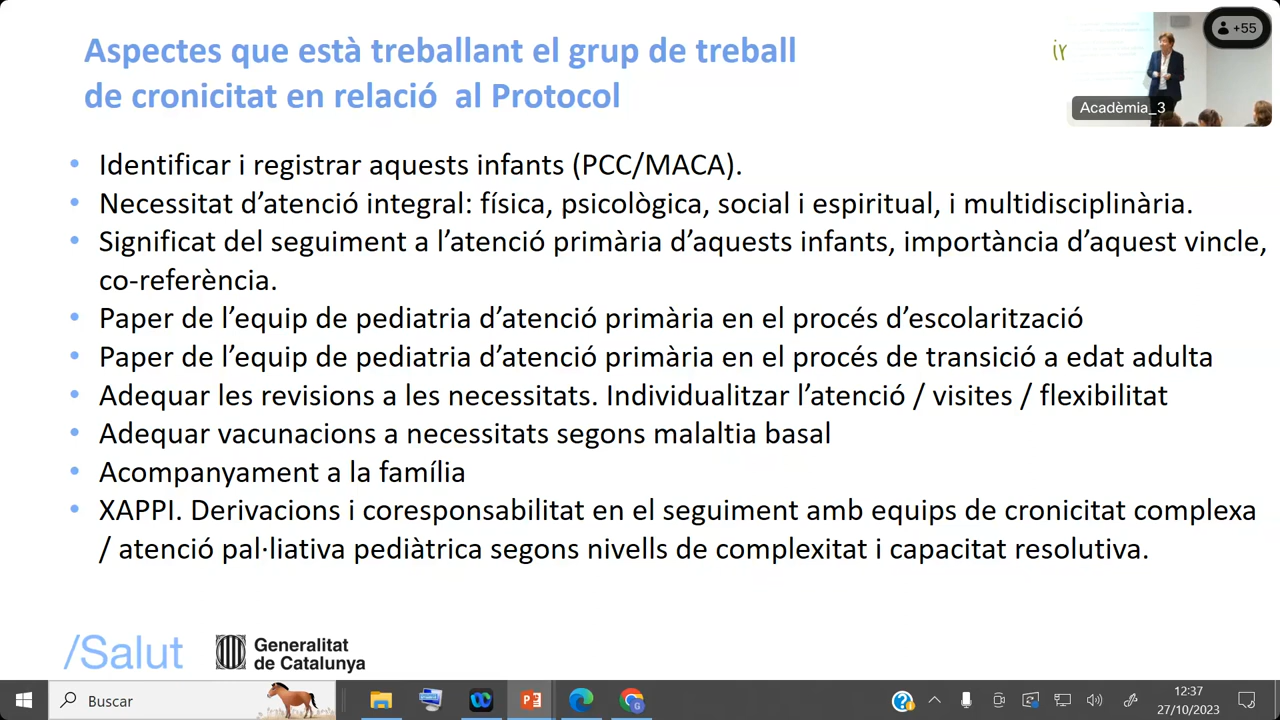 Aspectes que està treballant el grup de treball
de cronicitat en relació al Protocol
+55
Acadèmia_3
• Identificar i registrar aquests infants (PCC/MACA).
• Necessitat d’atenció integral: física, psicològica, social i espiritual, i multidisciplinària.
• Significat del seguiment a l’atenció primària d’aquests infants, importància d’aquest vincle,
co-referència.
• Paper de l’equip de pediatria d’atenció primària en el procés d’escolarització
• Paper de l’equip de pediatria d’atenció primària en el procés de transició a edat adulta
• Adequar les revisions a les necessitats. Individualitzar l’atenció / visites / flexibilitat
• Adequar vacunacions a necessitats segons malaltia basal
• Acompanyament a la família
• XAPPI. Derivacions i coresponsabilitat en el seguiment amb equips de cronicitat complexa
/ atenció pal·liativa pediàtrica segons nivells de complexitat i capacitat resolutiva.
/Salut
Generalitat
de Catalunya
Buscar
12:37
27/10/2023